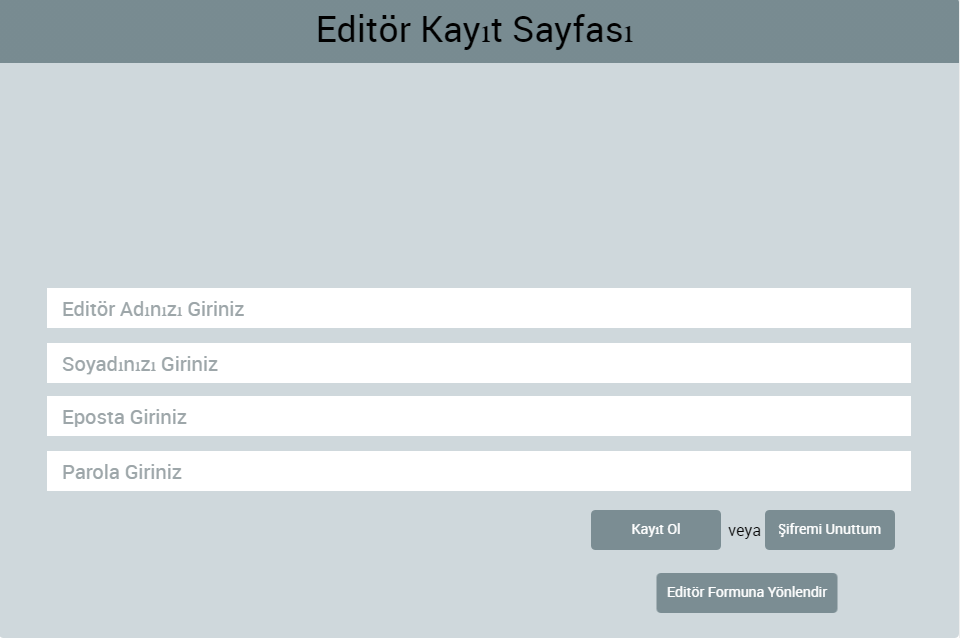 Editör Kayıt Sayfası
Editör Adınızı Giriniz
Soyadınızı Giriniz
Eposta Giriniz
Parola Giriniz
Kayıt Ol veya Şifremi Unuttum
Editör Formuna Yönlendir